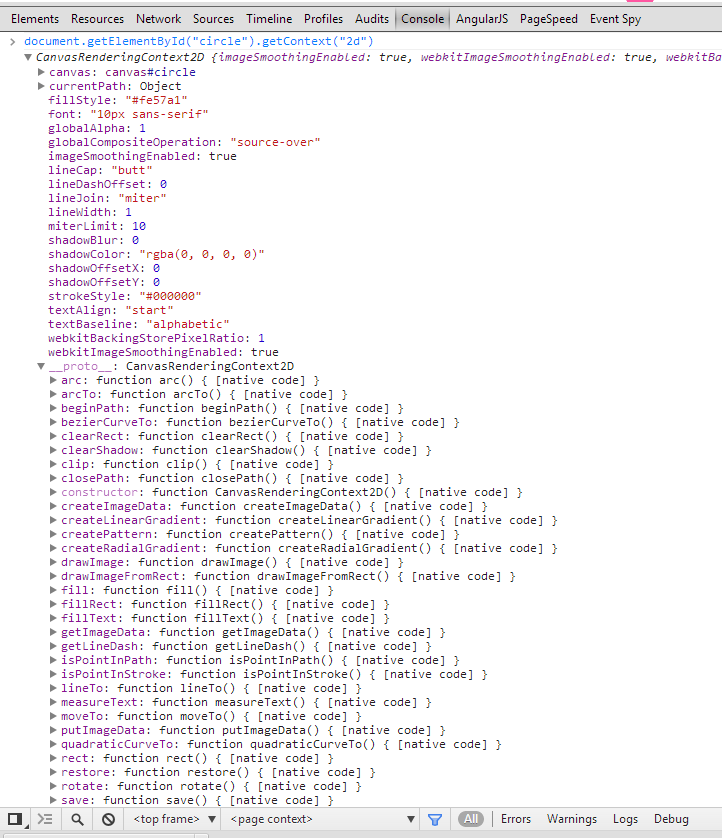 Elements Resources Network Sources Timeline Profiles Audits Console AngularJS PageSpeed Event Spy
> document.getElementById("circle").getContext("2d")
▼ CanvasRenderingContext2D {imageSmoothingEnabled: true, webkitImageSmoothingEnabled: true, webkitBa
▶ canvas: canvas#circle
▶ currentPath: Object
fillStyle: "#fe57a1"
font: "10px sans-serif"
globalAlpha: 1
globalCompositeOperation: "source-over"
imageSmoothingEnabled: true
lineCap: "butt"
lineDashOffset: 0
lineJoin: "miter"
lineWidth: 1
miterLimit: 10
shadowBlur: 0
shadowColor: "rgba(0, 0, 0, 0)"
shadowOffsetX: 0
shadowOffsetY: 0
strokeStyle: "#000000"
textAlign: "start"
textBaseline: "alphabetic"
webkitBackingStorePixelRatio: 1
webkitImageSmoothingEnabled: true
▼ __proto__: CanvasRenderingContext2D
▶ arc: function arc() { [native code] }
▶ arcTo: function arcTo() { [native code] }
▶ beginPath: function beginPath() { [native code] }
▶ bezierCurveTo: function bezierCurveTo() { [native code] }
▶ clearRect: function clearRect() { [native code] }
▶ clearShadow: function clearShadow() { [native code] }
▶ clip: function clip() { [native code] }
▶ closePath: function closePath() { [native code] }
▶ constructor: function CanvasRenderingContext2D() { [native code] }
▶ createImageData: function createImageData() { [native code] }
▶ createLinearGradient: function createLinearGradient() { [native code] }
▶ createPattern: function createPattern() { [native code] }
▶ createRadialGradient: function createRadialGradient() { [native code] }
▶ drawImage: function drawImage() { [native code] }
▶ drawImageFromRect: function drawImageFromRect() { [native code] }
▶ fill: function fill() { [native code] }
▶ fillRect: function fillRect() { [native code] }
▶ fillText: function fillText() { [native code] }
▶ getImageData: function getImageData() { [native code] }
▶ getLineDash: function getLineDash() { [native code] }
▶ isPointInPath: function isPointInPath() { [native code] }
▶ isPointInStroke: function isPointInStroke() { [native code] }
▶ lineTo: function lineTo() { [native code] }
▶ measureText: function measureText() { [native code] }
▶ moveTo: function moveTo() { [native code] }
▶ putImageData: function putImageData() { [native code] }
▶ quadraticCurveTo: function quadraticCurveTo() { [native code] }
▶ rect: function rect() { [native code] }
▶ restore: function restore() { [native code] }
▶ rotate: function rotate() { [native code] }
▶ save: function save() { [native code] }
<top frame> ▼ <page context> ▼ All Errors Warnings Logs Debug